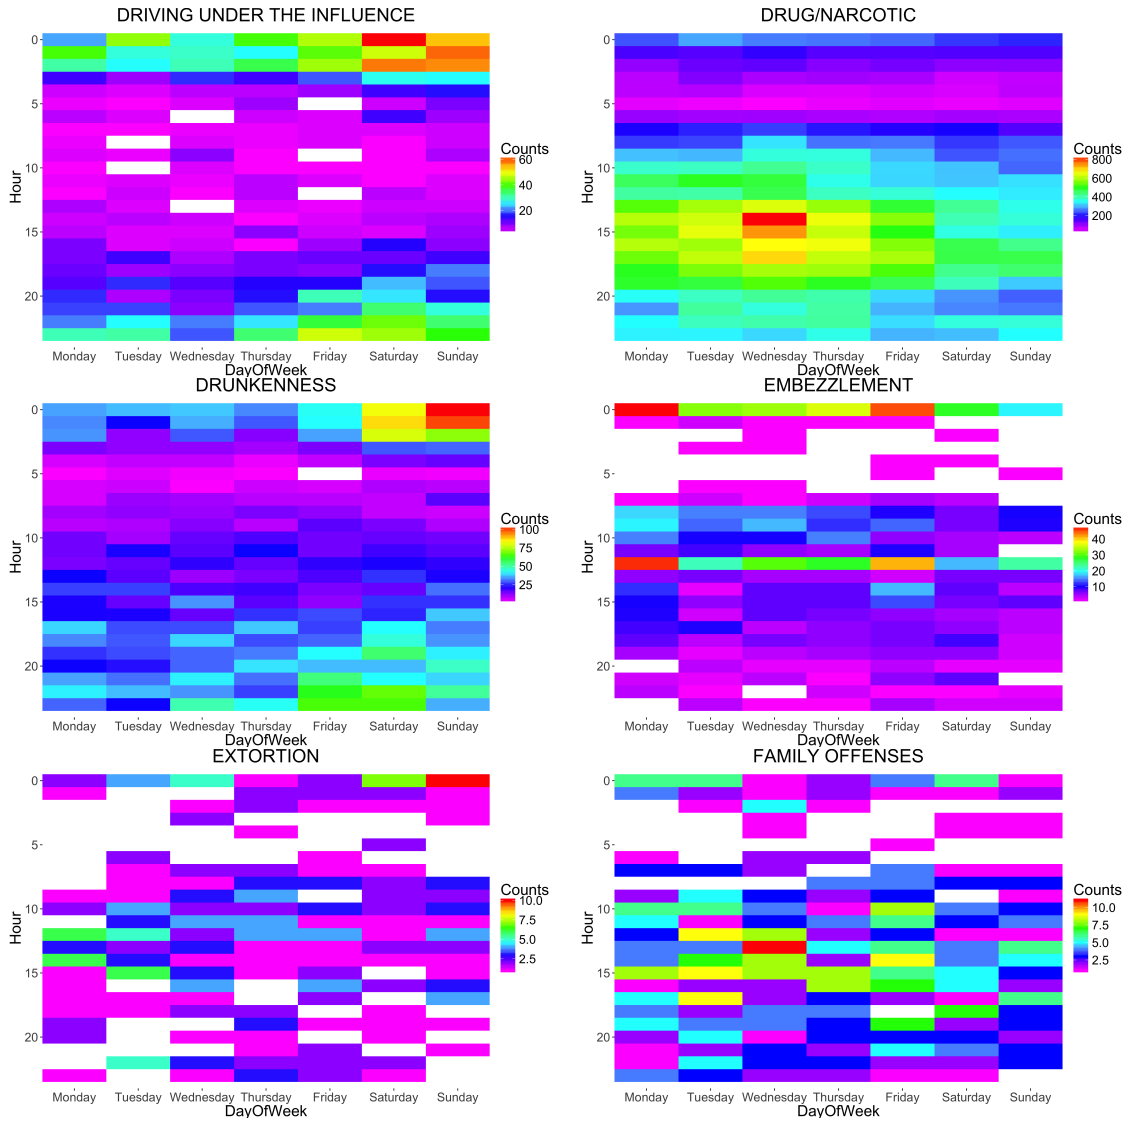 DRIVING UNDER THE INFLUENCE
Hour
0
5
10
15
20
Monday Tuesday Wednesday Thursday Friday Saturday Sunday
DayOfWeek
Counts
60
40
20
DRUG/NARCOTIC
Hour
0
5
10
15
20
Monday Tuesday Wednesday Thursday Friday Saturday Sunday
DayOfWeek
Counts
800
600
400
200
DRUNKENNESS
Hour
0
5
10
15
20
Monday Tuesday Wednesday Thursday Friday Saturday Sunday
DayOfWeek
Counts
100
75
50
25
EMBEZZLEMENT
Hour
0
5
10
15
20
Monday Tuesday Wednesday Thursday Friday Saturday Sunday
DayOfWeek
Counts
40
30
20
10
EXTORTION
Hour
0
5
10
15
20
Monday Tuesday Wednesday Thursday Friday Saturday Sunday
DayOfWeek
Counts
10.0
7.5
5.0
2.5
FAMILY OFFENSES
Hour
0
5
10
15
20
Monday Tuesday Wednesday Thursday Friday Saturday Sunday
DayOfWeek
Counts
10.0
7.5
5.0
2.5